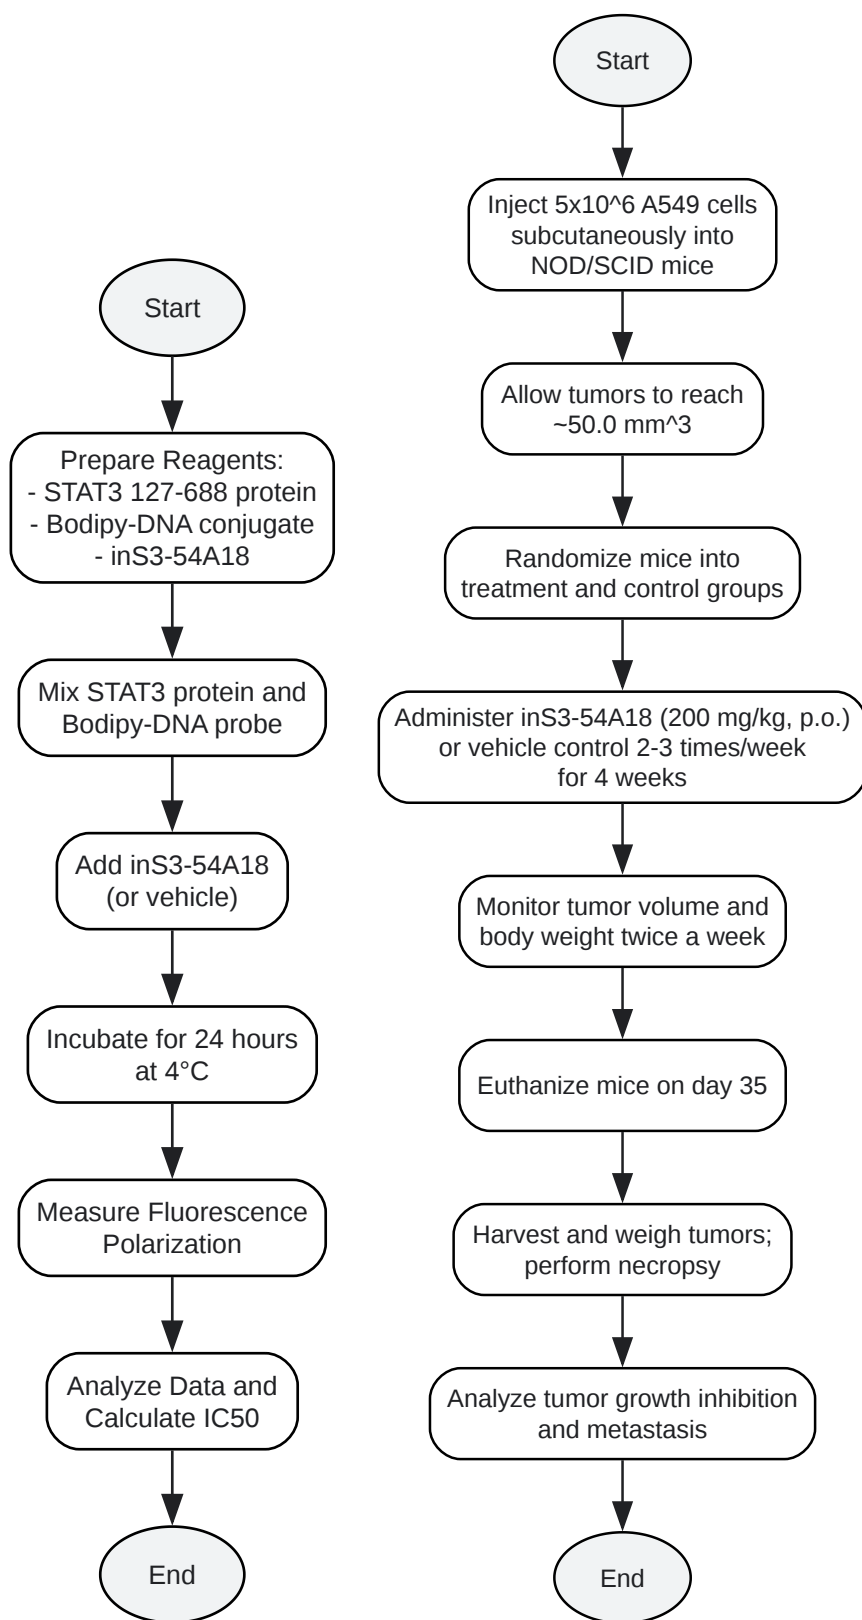 Start
Prepare Reagents:
- STAT3 127-688 protein
- Bodipy-DNA conjugate
- inS3-54A18
Mix STAT3 protein and
Bodipy-DNA probe
Add inS3-54A18
(or vehicle)
Incubate for 24 hours
at 4°C
Measure Fluorescence
Polarization
Analyze Data and
Calculate IC50
End
Start
Inject 5x10^6 A549 cells
subcutaneously into
NOD/SCID mice
Allow tumors to reach
~50.0 mm^3
Randomize mice into
treatment and control groups
Administer inS3-54A18 (200 mg/kg, p.o.)
or vehicle control 2-3 times/week
for 4 weeks
Monitor tumor volume and
body weight twice a week
Euthanize mice on day 35
Harvest and weigh tumors;
perform necropsy
Analyze tumor growth inhibition
and metastasis
End